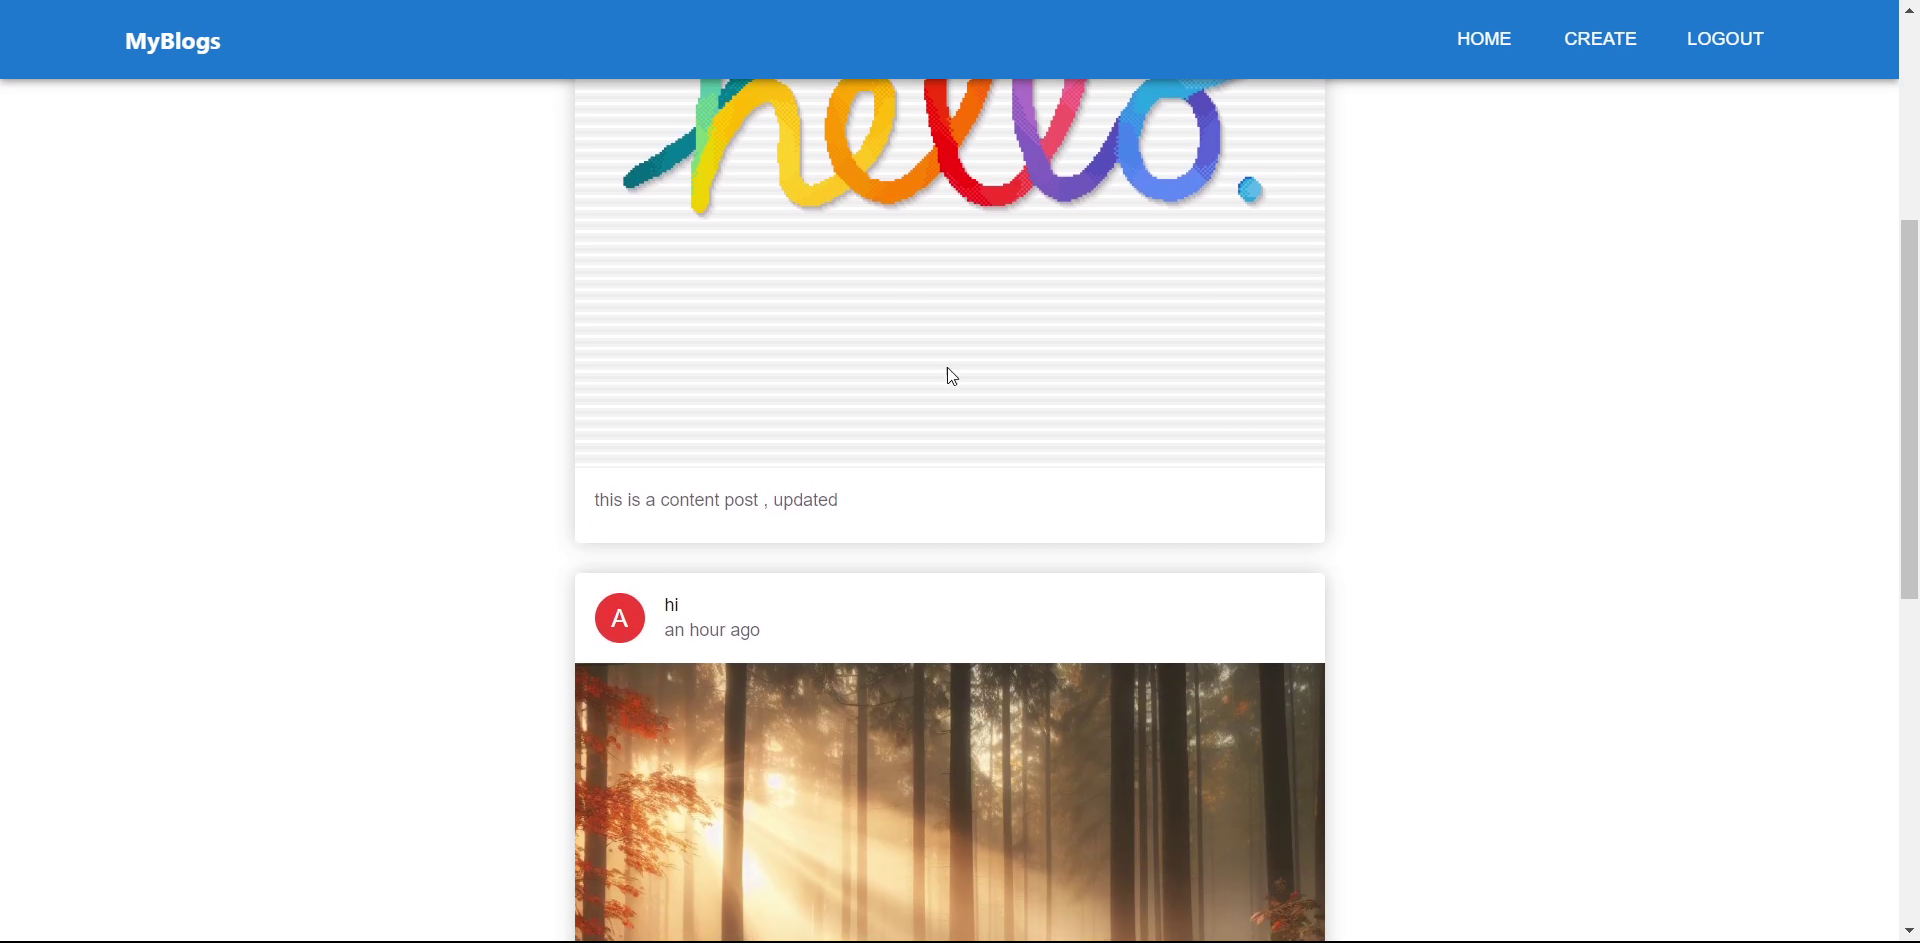 MyBlogs
HOME CREATE LOGOUT
hello.
this is a content post , updated
A
hi
an hour ago